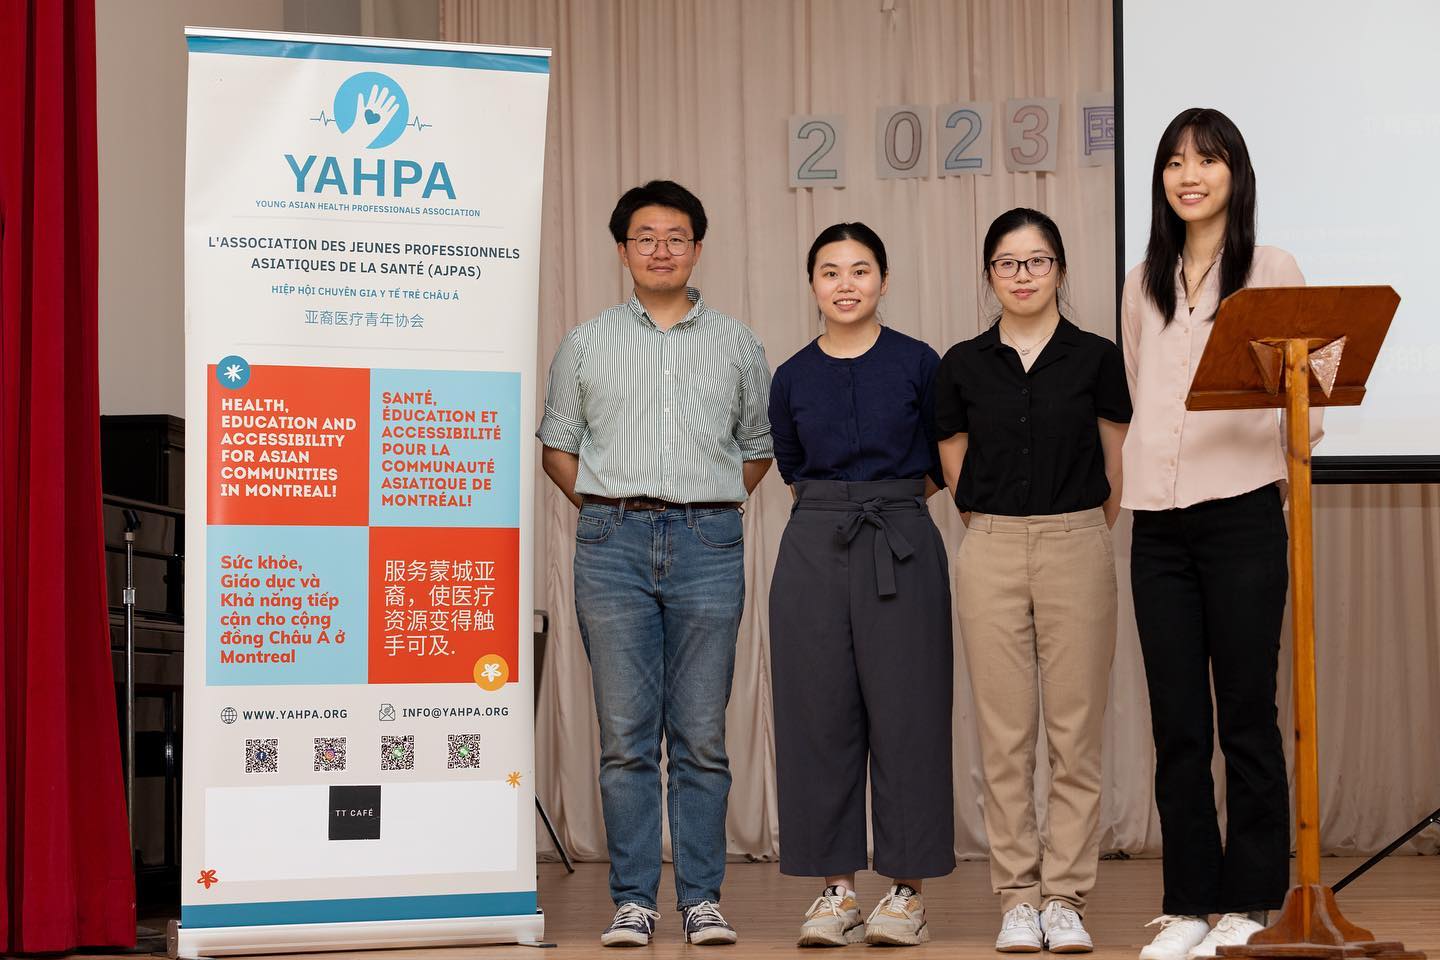 YAHPA
YOUNG ASIAN HEALTH PROFESSIONALS ASSOCIATION
L'ASSOCIATION DES JEUNES PROFESSIONNELS
ASIATIQUES DE LA SANTÉ (AJPAS)
HIỆP HỘI CHUYÊN GIA Y TẾ TRẺ CHÂU Á
亚裔医疗青年协会
HEALTH,
EDUCATION AND
ACCESSIBILITY
FOR ASIAN
COMMUNITIES
IN MONTREAL!
SANTÉ,
ÉDUCATION ET
ACCESSIBILITÉ
POUR LA
COMMUNAUTÉ
ASIATIQUE DE
MONTRÉAL!
Sức khỏe,
Giáo dục và
Khả năng tiếp
cận cho cộng
đồng Châu Á ở
Montreal
服务蒙城亚
裔，使医疗
资源变得触
手可及.
WWW.YAHPA.ORG
INFO@YAHPA.ORG
TT CAFÉ
2023